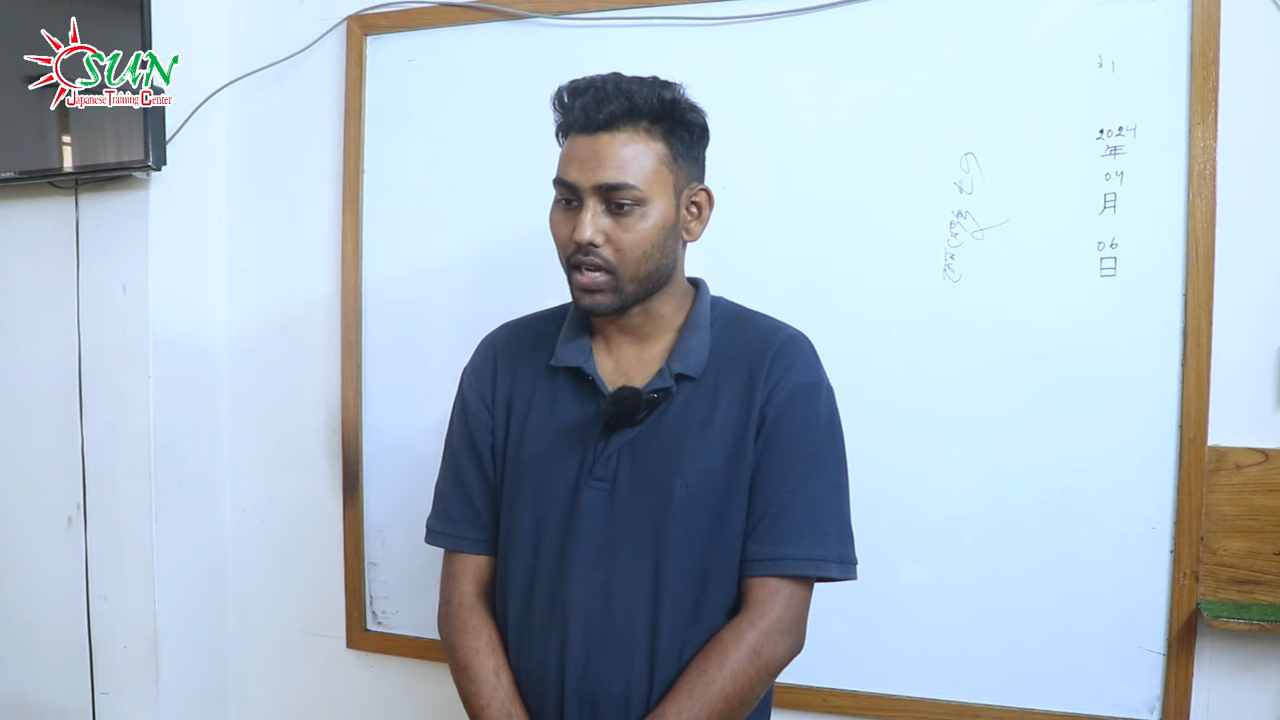 SUN
Japanese Training Center
2024
年
04
月
06
日